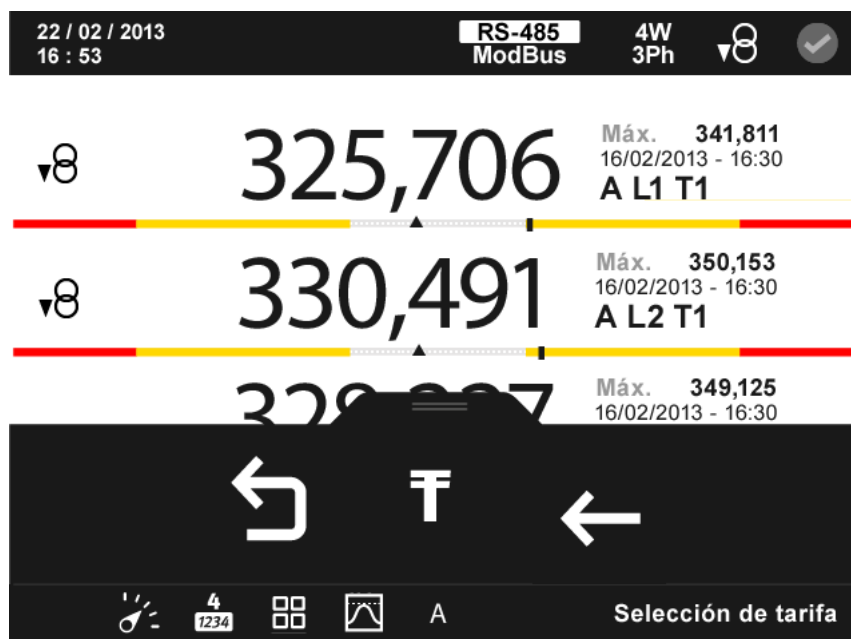 22 / 02 / 2013
16 : 53
RS-485
ModBus
4W
3Ph
325,706
Máx. 341,811
16/02/2013 - 16:30
A L1 T1
330,491
Máx. 350,153
16/02/2013 - 16:30
A L2 T1
Máx. 349,125
16/02/2013 - 16:30
4
1234
A
Selección de tarifa